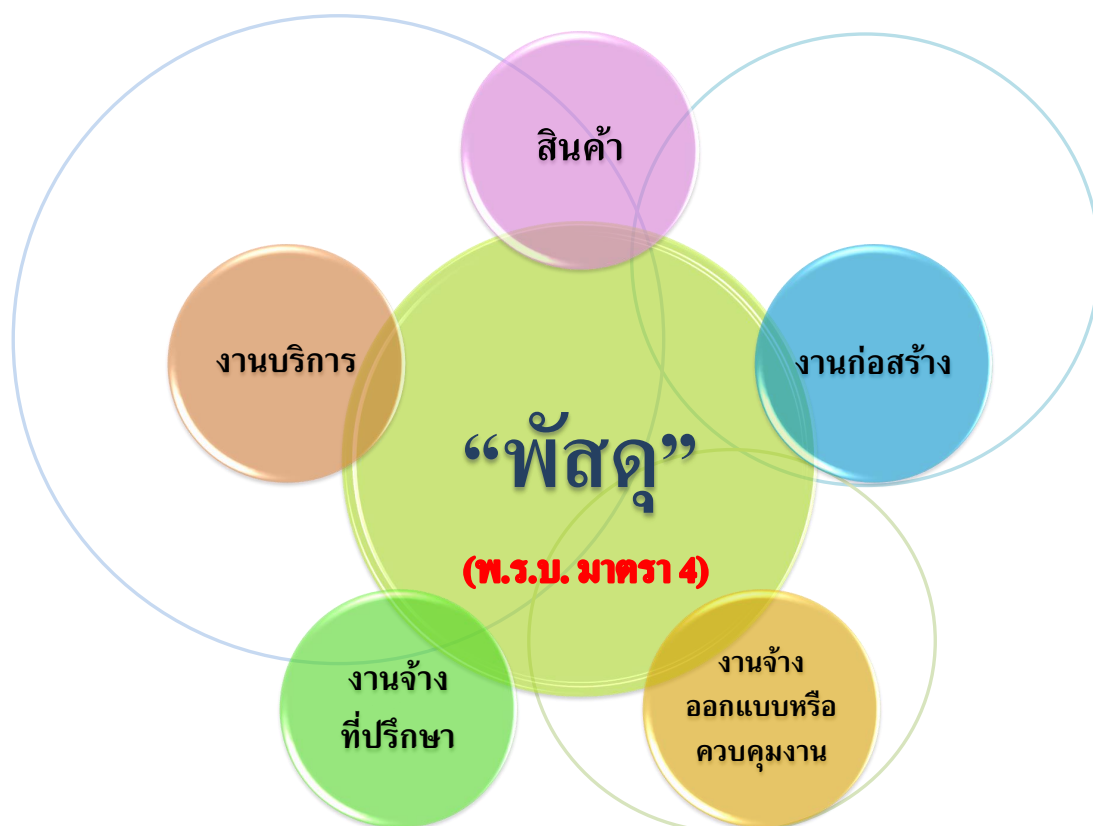 สินค้า
งานบริการ
งานก่อสร้าง
“พัสดุ”
(พ.ร.บ. มาตรา 4)
งานจ้าง
ที่ปรึกษา
งานจ้าง
ออกแบบหรือ
ควบคุมงาน